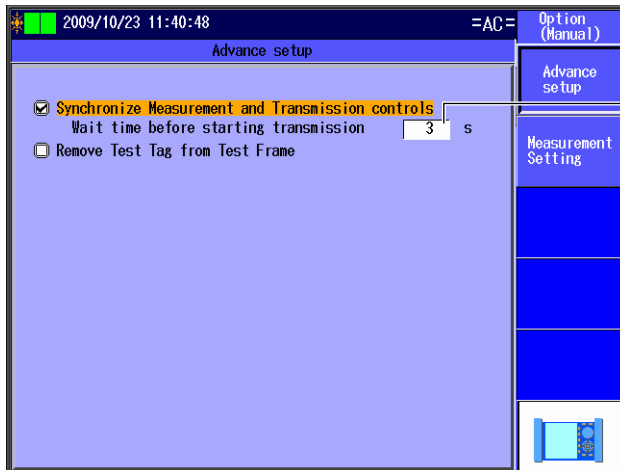 2009/10/23 11:40:48
=AC=
Option
(Manual)
Advance setup
Advance
setup
Synchronize Measurement and Transmission controls
Wait time before starting transmission 3 s
Remove Test Tag from Test Frame
Measurement
Setting